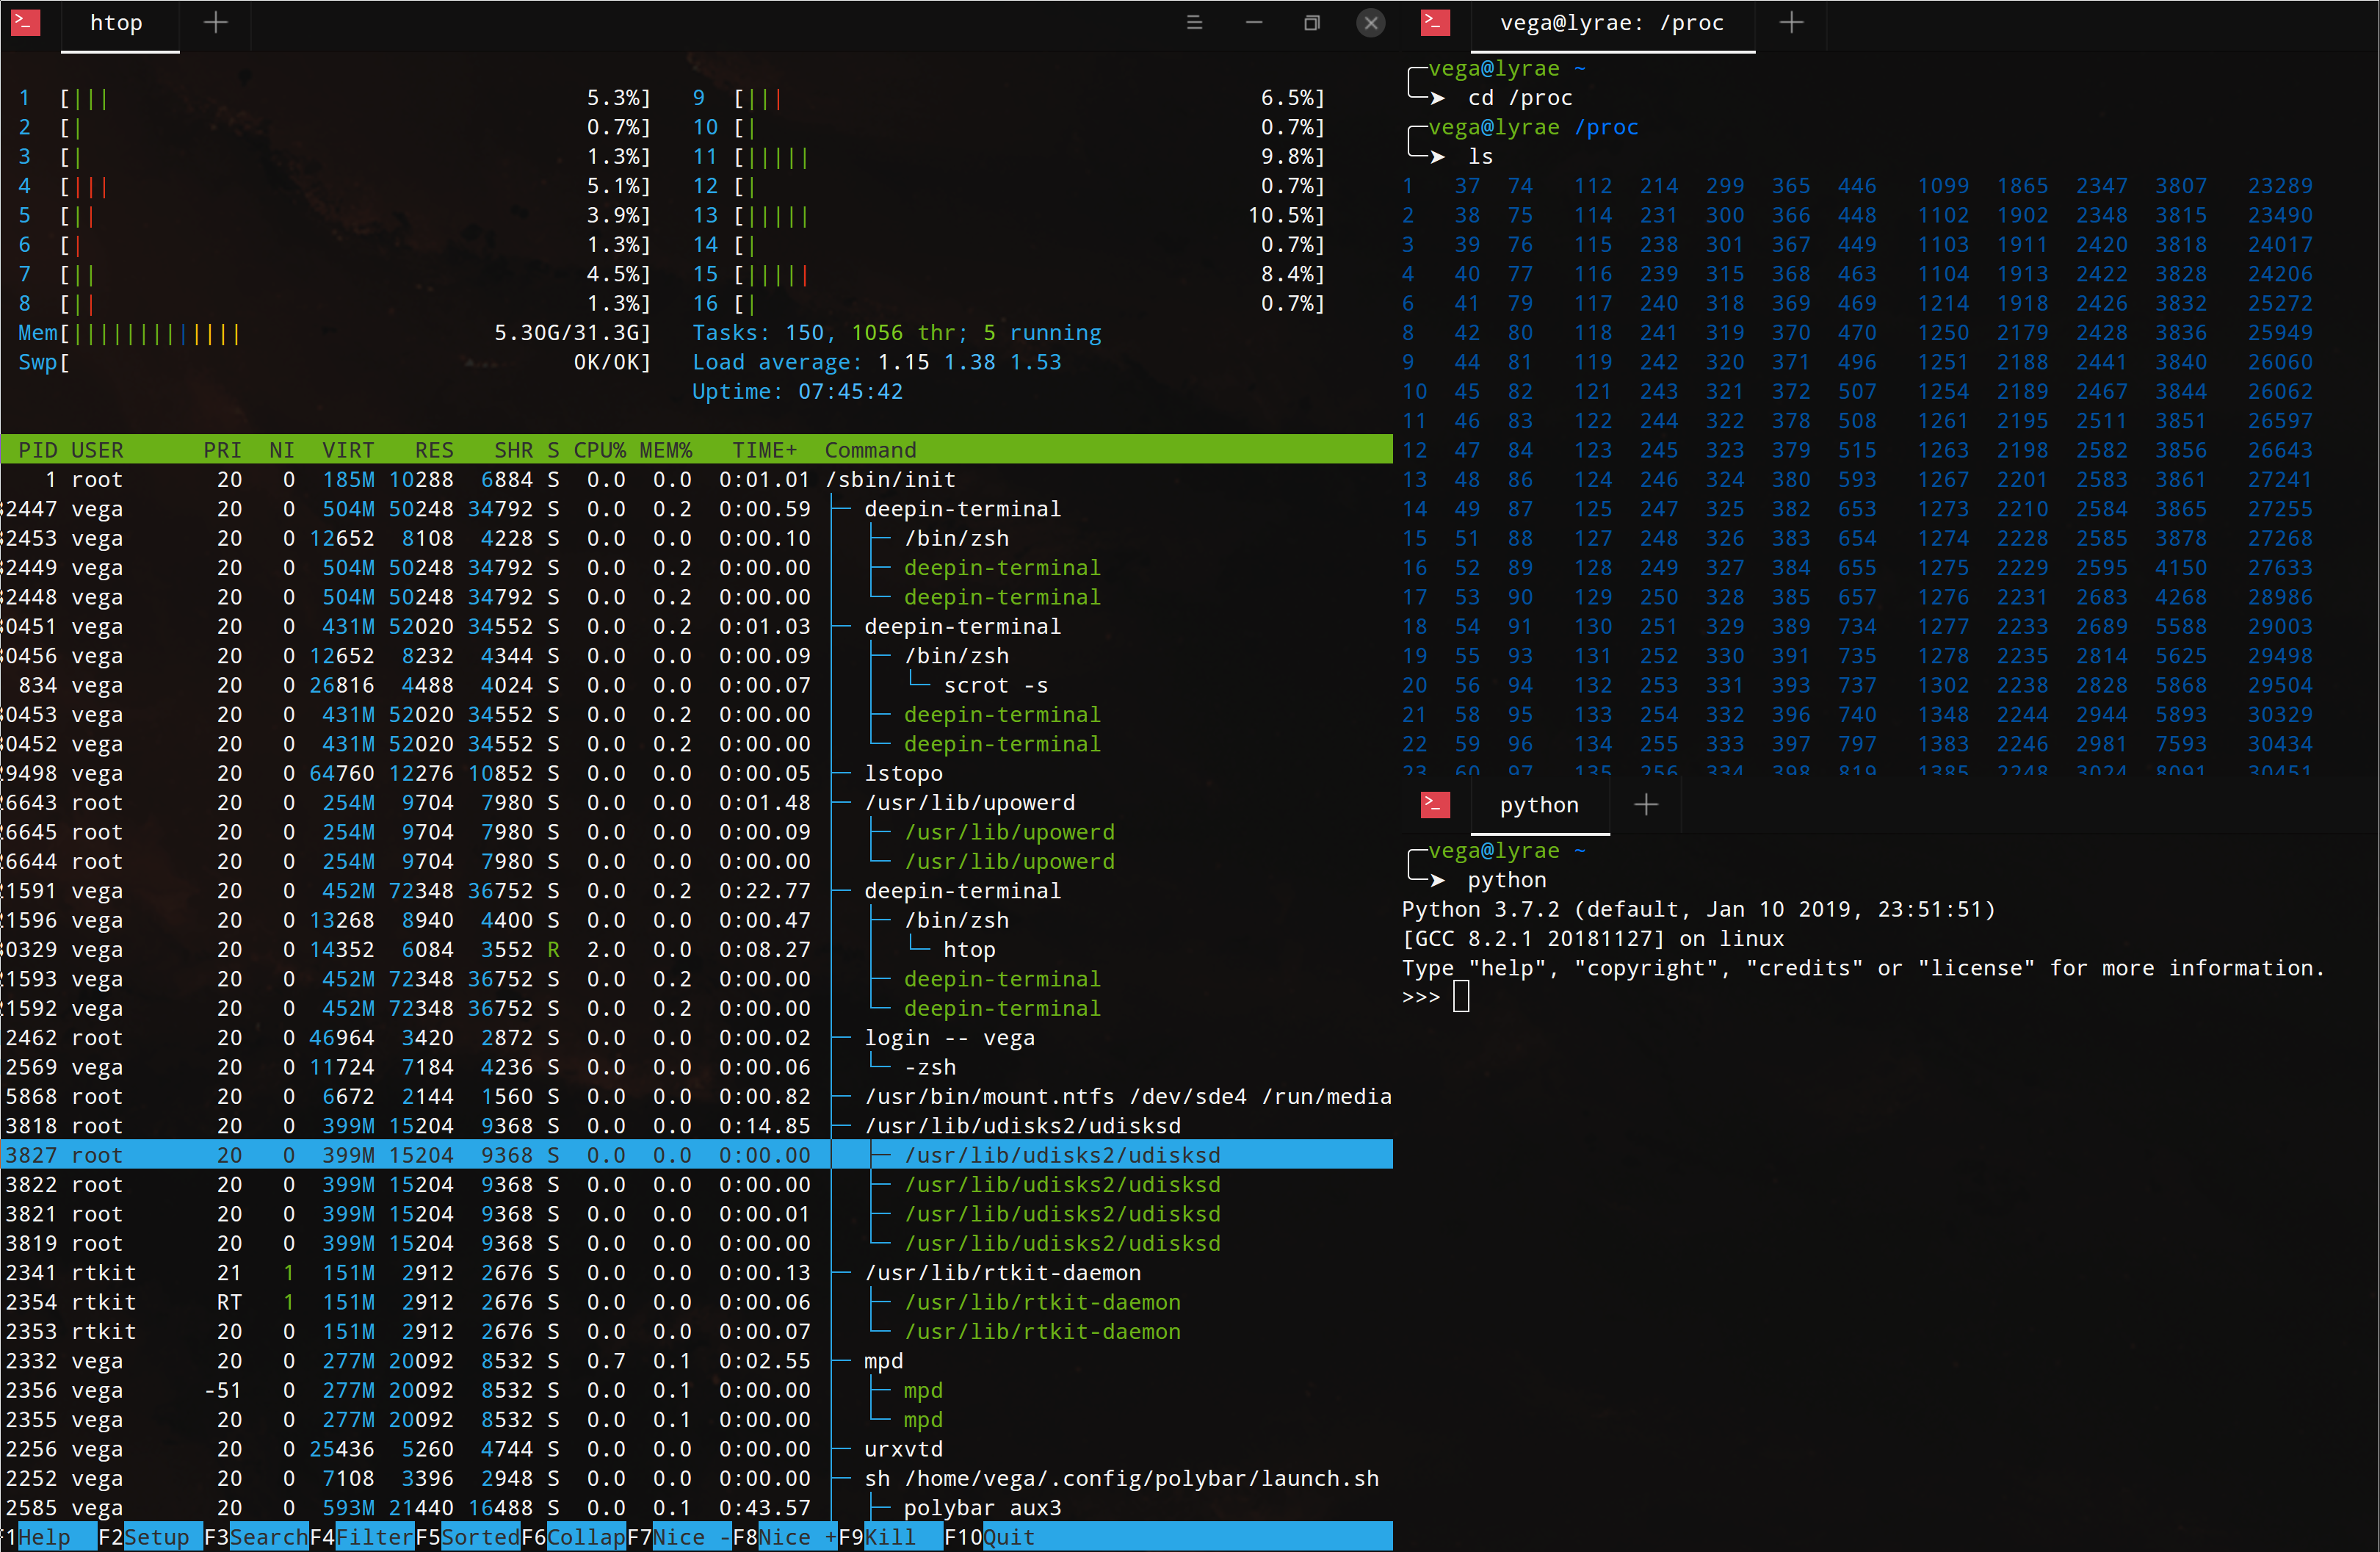 htop
1 [||| 5.3%] 9 [||| 6.5%]
2 [| 0.7%] 10 [| 0.7%]
3 [| 1.3%] 11 [||||| 9.8%]
4 [||| 5.1%] 12 [| 0.7%]
5 [|| 3.9%] 13 [||||| 10.5%]
6 [| 1.3%] 14 [| 0.7%]
7 [|| 4.5%] 15 [||||| 8.4%]
8 [|| 1.3%] 16 [| 0.7%]
Mem[||||||||||||| 5.30G/31.3G] Tasks: 150, 1056 thr; 5 running
Swp[ 0K/0K] Load average: 1.15 1.38 1.53
Uptime: 07:45:42
PID USER PRI NI VIRT RES SHR S CPU% MEM% TIME+ Command
1 root 20 0 185M 10288 6884 S 0.0 0.0 0:01.01 /sbin/init
2447 vega 20 0 504M 50248 34792 S 0.0 0.2 0:00.59 deepin-terminal
2453 vega 20 0 12652 8108 4228 S 0.0 0.0 0:00.10 /bin/zsh
2449 vega 20 0 504M 50248 34792 S 0.0 0.2 0:00.00 deepin-terminal
2448 vega 20 0 504M 50248 34792 S 0.0 0.2 0:00.00 deepin-terminal
0451 vega 20 0 431M 52020 34552 S 0.0 0.2 0:01.03 deepin-terminal
0456 vega 20 0 12652 8232 4344 S 0.0 0.0 0:00.09 /bin/zsh
834 vega 20 0 26816 4488 4024 S 0.0 0.0 0:00.07 scrot -s
0453 vega 20 0 431M 52020 34552 S 0.0 0.2 0:00.00 deepin-terminal
0452 vega 20 0 431M 52020 34552 S 0.0 0.2 0:00.00 deepin-terminal
9498 vega 20 0 64760 12276 10852 S 0.0 0.0 0:00.05 lstopo
6643 root 20 0 254M 9704 7980 S 0.0 0.0 0:01.48 /usr/lib/upowerd
6645 root 20 0 254M 9704 7980 S 0.0 0.0 0:00.09 /usr/lib/upowerd
6644 root 20 0 254M 9704 7980 S 0.0 0.0 0:00.00 /usr/lib/upowerd
1591 vega 20 0 452M 72348 36752 S 0.0 0.2 0:22.77 deepin-terminal
1596 vega 20 0 13268 8940 4400 S 0.0 0.0 0:00.47 /bin/zsh
0329 vega 20 0 14352 6084 3552 R 2.0 0.0 0:08.27 htop
1593 vega 20 0 452M 72348 36752 S 0.0 0.2 0:00.00 deepin-terminal
1592 vega 20 0 452M 72348 36752 S 0.0 0.2 0:00.00 deepin-terminal
2462 root 20 0 46964 3420 2872 S 0.0 0.0 0:00.02 login -- vega
2569 vega 20 0 11724 7184 4236 S 0.0 0.0 0:00.06 -zsh
5868 root 20 0 6672 2144 1560 S 0.0 0.0 0:00.82 /usr/bin/mount.ntfs /dev/sde4 /run/media
3818 root 20 0 399M 15204 9368 S 0.0 0.0 0:14.85 /usr/lib/udisks2/udisksd
3827 root 20 0 399M 15204 9368 S 0.0 0.0 0:00.00 /usr/lib/udisks2/udisksd
3822 root 20 0 399M 15204 9368 S 0.0 0.0 0:00.00 /usr/lib/udisks2/udisksd
3821 root 20 0 399M 15204 9368 S 0.0 0.0 0:00.01 /usr/lib/udisks2/udisksd
3819 root 20 0 399M 15204 9368 S 0.0 0.0 0:00.00 /usr/lib/udisks2/udisksd
2341 rtkit 21 1 151M 2912 2676 S 0.0 0.0 0:00.13 /usr/lib/rtkit-daemon
2354 rtkit RT 1 151M 2912 2676 S 0.0 0.0 0:00.06 /usr/lib/rtkit-daemon
2353 rtkit 20 0 151M 2912 2676 S 0.0 0.0 0:00.07 /usr/lib/rtkit-daemon
2332 vega 20 0 277M 20092 8532 S 0.7 0.1 0:02.55 mpd
2356 vega -51 0 277M 20092 8532 S 0.0 0.1 0:00.00 mpd
2355 vega 20 0 277M 20092 8532 S 0.0 0.1 0:00.00 mpd
2256 vega 20 0 25436 5260 4744 S 0.0 0.0 0:00.00 urxvtd
2252 vega 20 0 7108 3396 2948 S 0.0 0.0 0:00.00 sh /home/vega/.config/polybar/launch.sh
2585 vega 20 0 593M 21440 16488 S 0.0 0.1 0:43.57 polybar aux3
F1Help F2Setup F3SearchF4FilterF5SortedF6CollapF7Nice -F8Nice +F9Kill F10Quit
vega@lyrae: /proc
vega@lyrae ~
➤ cd /proc
vega@lyrae /proc
➤ ls
1 37 74 112 214 299 365 446 1099 1865 2347 3807 23289
2 38 75 114 231 300 366 448 1102 1902 2348 3815 23490
3 39 76 115 238 301 367 449 1103 1911 2420 3818 24017
4 40 77 116 239 315 368 463 1104 1913 2422 3828 24206
6 41 79 117 240 318 369 469 1214 1918 2426 3832 25272
8 42 80 118 241 319 370 470 1250 2179 2428 3836 25949
9 44 81 119 242 320 371 496 1251 2188 2441 3840 26060
10 45 82 121 243 321 372 507 1254 2189 2467 3844 26062
11 46 83 122 244 322 378 508 1261 2195 2511 3851 26597
12 47 84 123 245 323 379 515 1263 2198 2582 3856 26643
13 48 86 124 246 324 380 593 1267 2201 2583 3861 27241
14 49 87 125 247 325 382 653 1273 2210 2584 3865 27255
15 51 88 127 248 326 383 654 1274 2228 2585 3878 27268
16 52 89 128 249 327 384 655 1275 2229 2595 4150 27633
17 53 90 129 250 328 385 657 1276 2231 2683 4268 28986
18 54 91 130 251 329 389 734 1277 2233 2689 5588 29003
19 55 93 131 252 330 391 735 1278 2235 2814 5625 29498
20 56 94 132 253 331 393 737 1302 2238 2828 5868 29504
21 58 95 133 254 332 396 740 1348 2244 2944 5893 30329
22 59 96 134 255 333 397 797 1383 2246 2981 7593 30434
23 60 97 135 256 334 398 819 1385 2248 3024 8091 30451
python
vega@lyrae ~
➤ python
Python 3.7.2 (default, Jan 10 2019, 23:51:51)
[GCC 8.2.1 20181127] on linux
Type "help", "copyright", "credits" or "license" for more information.
>>>